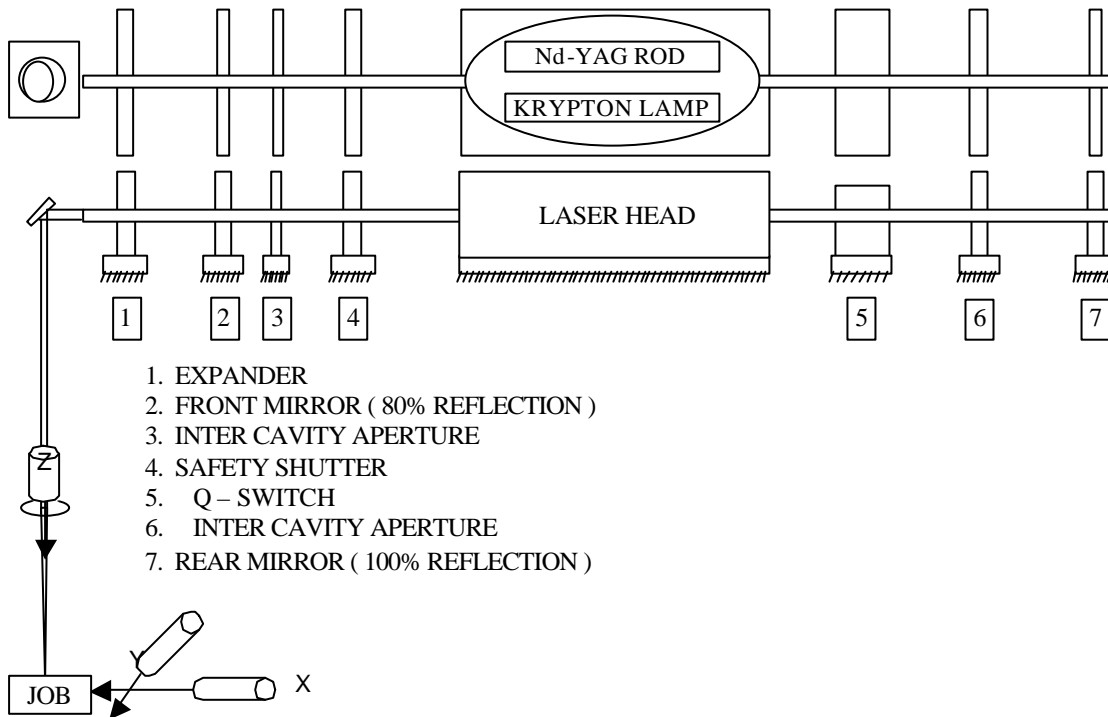 Nd-YAG ROD
KRYPTON LAMP
LASER HEAD
1 2 3 4 5 6 7
1. EXPANDER
2. FRONT MIRROR ( 80% REFLECTION )
3. INTER CAVITY APERTURE
4. SAFETY SHUTTER
5. Q – SWITCH
6. INTER CAVITY APERTURE
7. REAR MIRROR ( 100% REFLECTION )
Z
Y
X
JOB